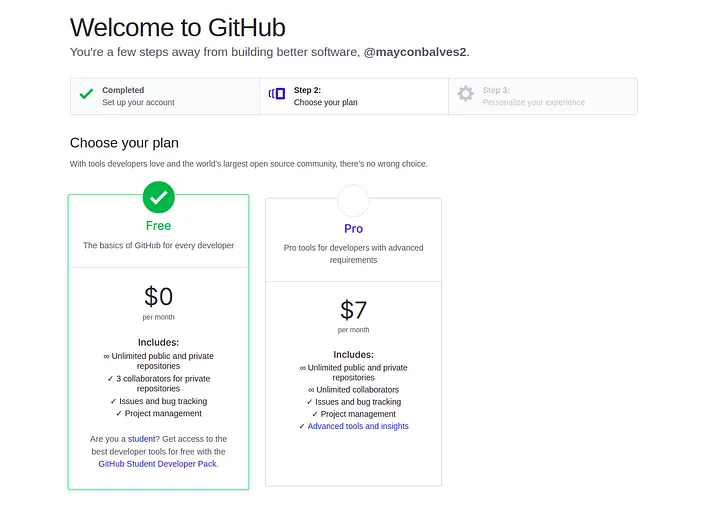 Welcome to GitHub
You're a few steps away from building better software, @mayconbalves2.
Completed
Set up your account
Step 2:
Choose your plan
Step 3:
Personalize your experience
Choose your plan
With tools developers love and the world's largest open source community, there's no wrong choice.
Free
The basics of GitHub for every developer
$0
per month
Includes:
∞ Unlimited public and private
repositories
✓ 3 collaborators for private
repositories
✓ Issues and bug tracking
✓ Project management
Are you a student? Get access to the
best developer tools for free with the
GitHub Student Developer Pack.
Pro
Pro tools for developers with advanced
requirements
$7
per month
Includes:
∞ Unlimited public and private
repositories
∞ Unlimited collaborators
✓ Issues and bug tracking
✓ Project management
✓ Advanced tools and insights